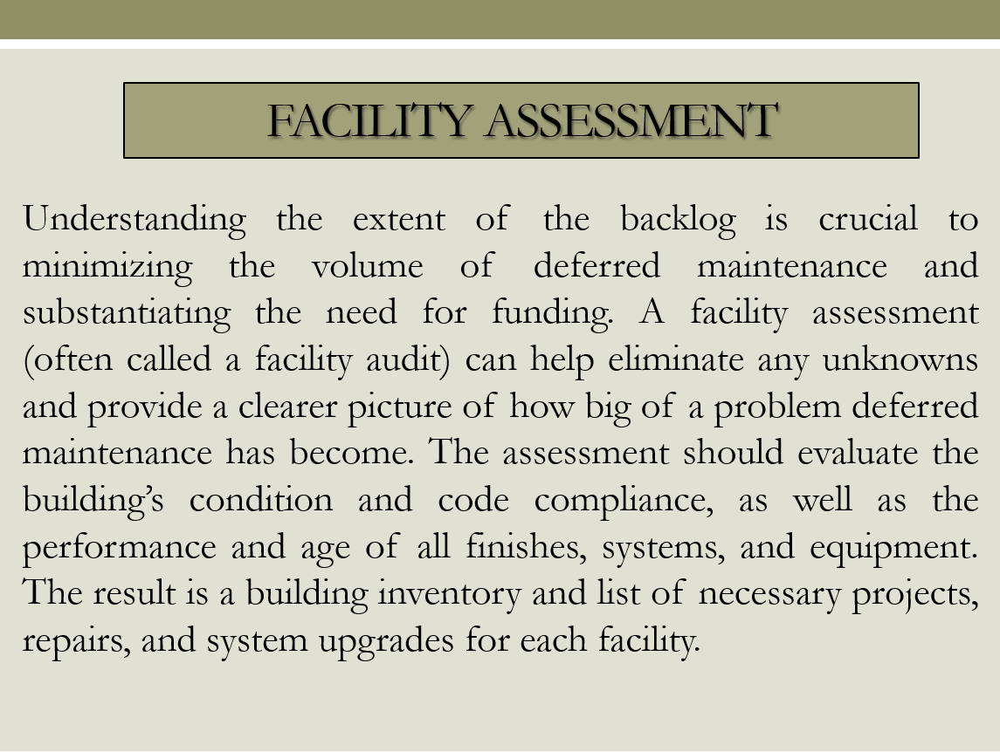 FACILITY ASSESSMENT
Understanding the extent of the backlog is crucial to
minimizing the volume of deferred maintenance and
substantiating the need for funding. A facility assessment
(often called a facility audit) can help eliminate any unknowns
and provide a clearer picture of how big of a problem deferred
maintenance has become. The assessment should evaluate the
building’s condition and code compliance, as well as the
performance and age of all finishes, systems, and equipment.
The result is a building inventory and list of necessary projects,
repairs, and system upgrades for each facility.